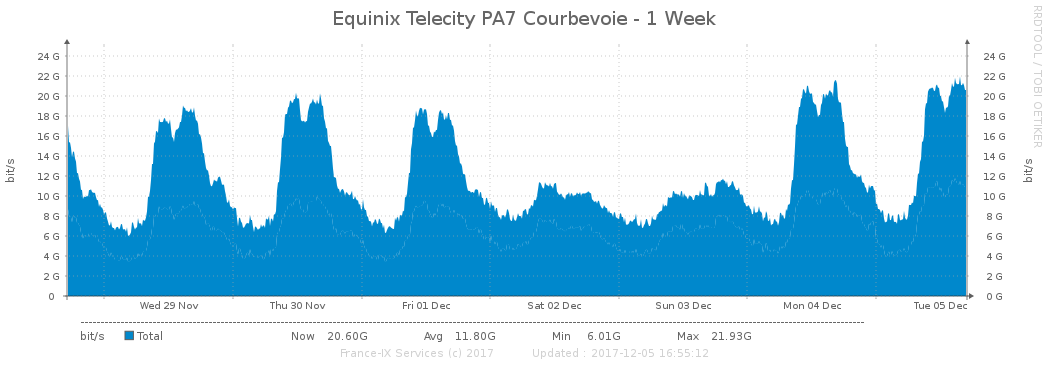 Equinix Telecity PA7 Courbevoie - 1 Week
RRDTOOL / TOBI OETIKER
24 G 24 G
22 G 22 G
20 G 20 G
18 G 18 G
16 G 16 G
14 G 14 G
12 G 12 G
10 G 10 G
8 G 8 G
6 G 6 G
4 G 4 G
2 G 2 G
0 0 G
bit/s
bit/s
Wed 29 Nov Thu 30 Nov Fri 01 Dec Sat 02 Dec Sun 03 Dec Mon 04 Dec Tue 05 Dec
bit/s Total Now 20.60G Avg 11.80G Min 6.01G Max 21.93G
France-IX Services (c) 2017 Updated : 2017-12-05 16:55:12